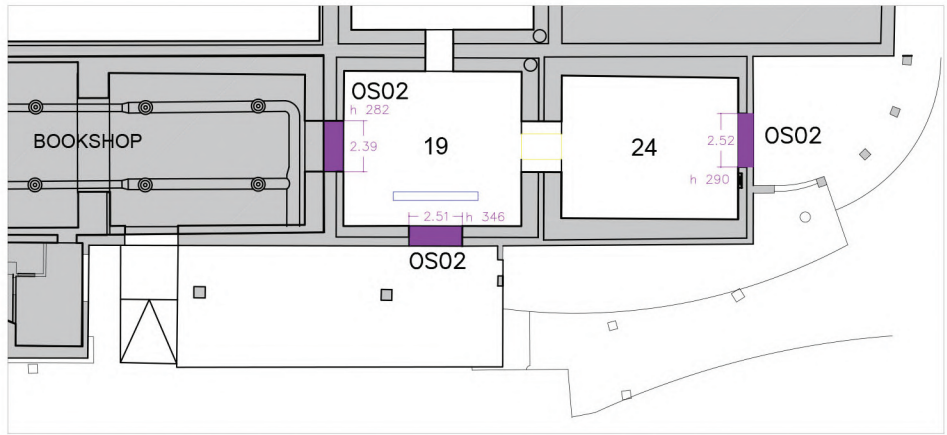 OS02
h 282
2.39
BOOKSHOP
19
24
2.52
OS02
h 290
2.51
h 346
OS02